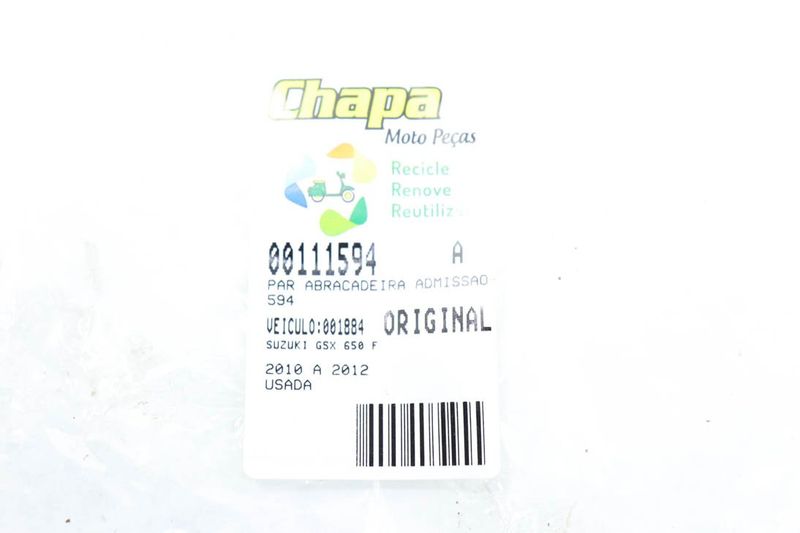 Chapa
Moto Peças
Recicle
Renove
Reutiliz
00111594 A
PAR ABRACADEIRA ADMISSAO-
594
VEICULO:001884 ORIGINAL
SUZUKI GSX 650 F
2010 A 2012
USADA